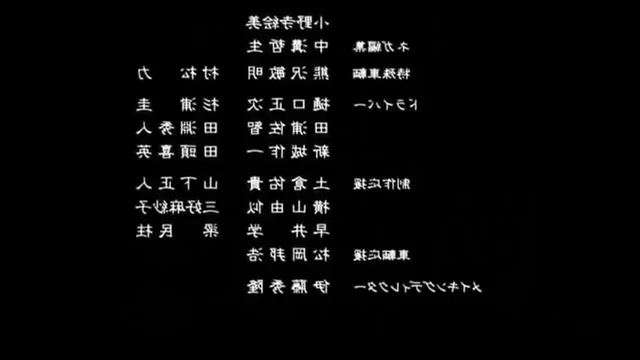 小野寺絵美
ネガ編集 中溝哲生
特殊車輌 熊沢敏明 村松 力
ドライバー 樋口正次 杉浦 圭
田浦佐智 田淵秀人
新城作一 田頭喜英
制作応援 土倉佑貴 山下正人
横山由似 三好麻紗子
早井 学 梁 民柱
車輌応援 松岡邦浩
メイキングディレクター 伊藤秀隆